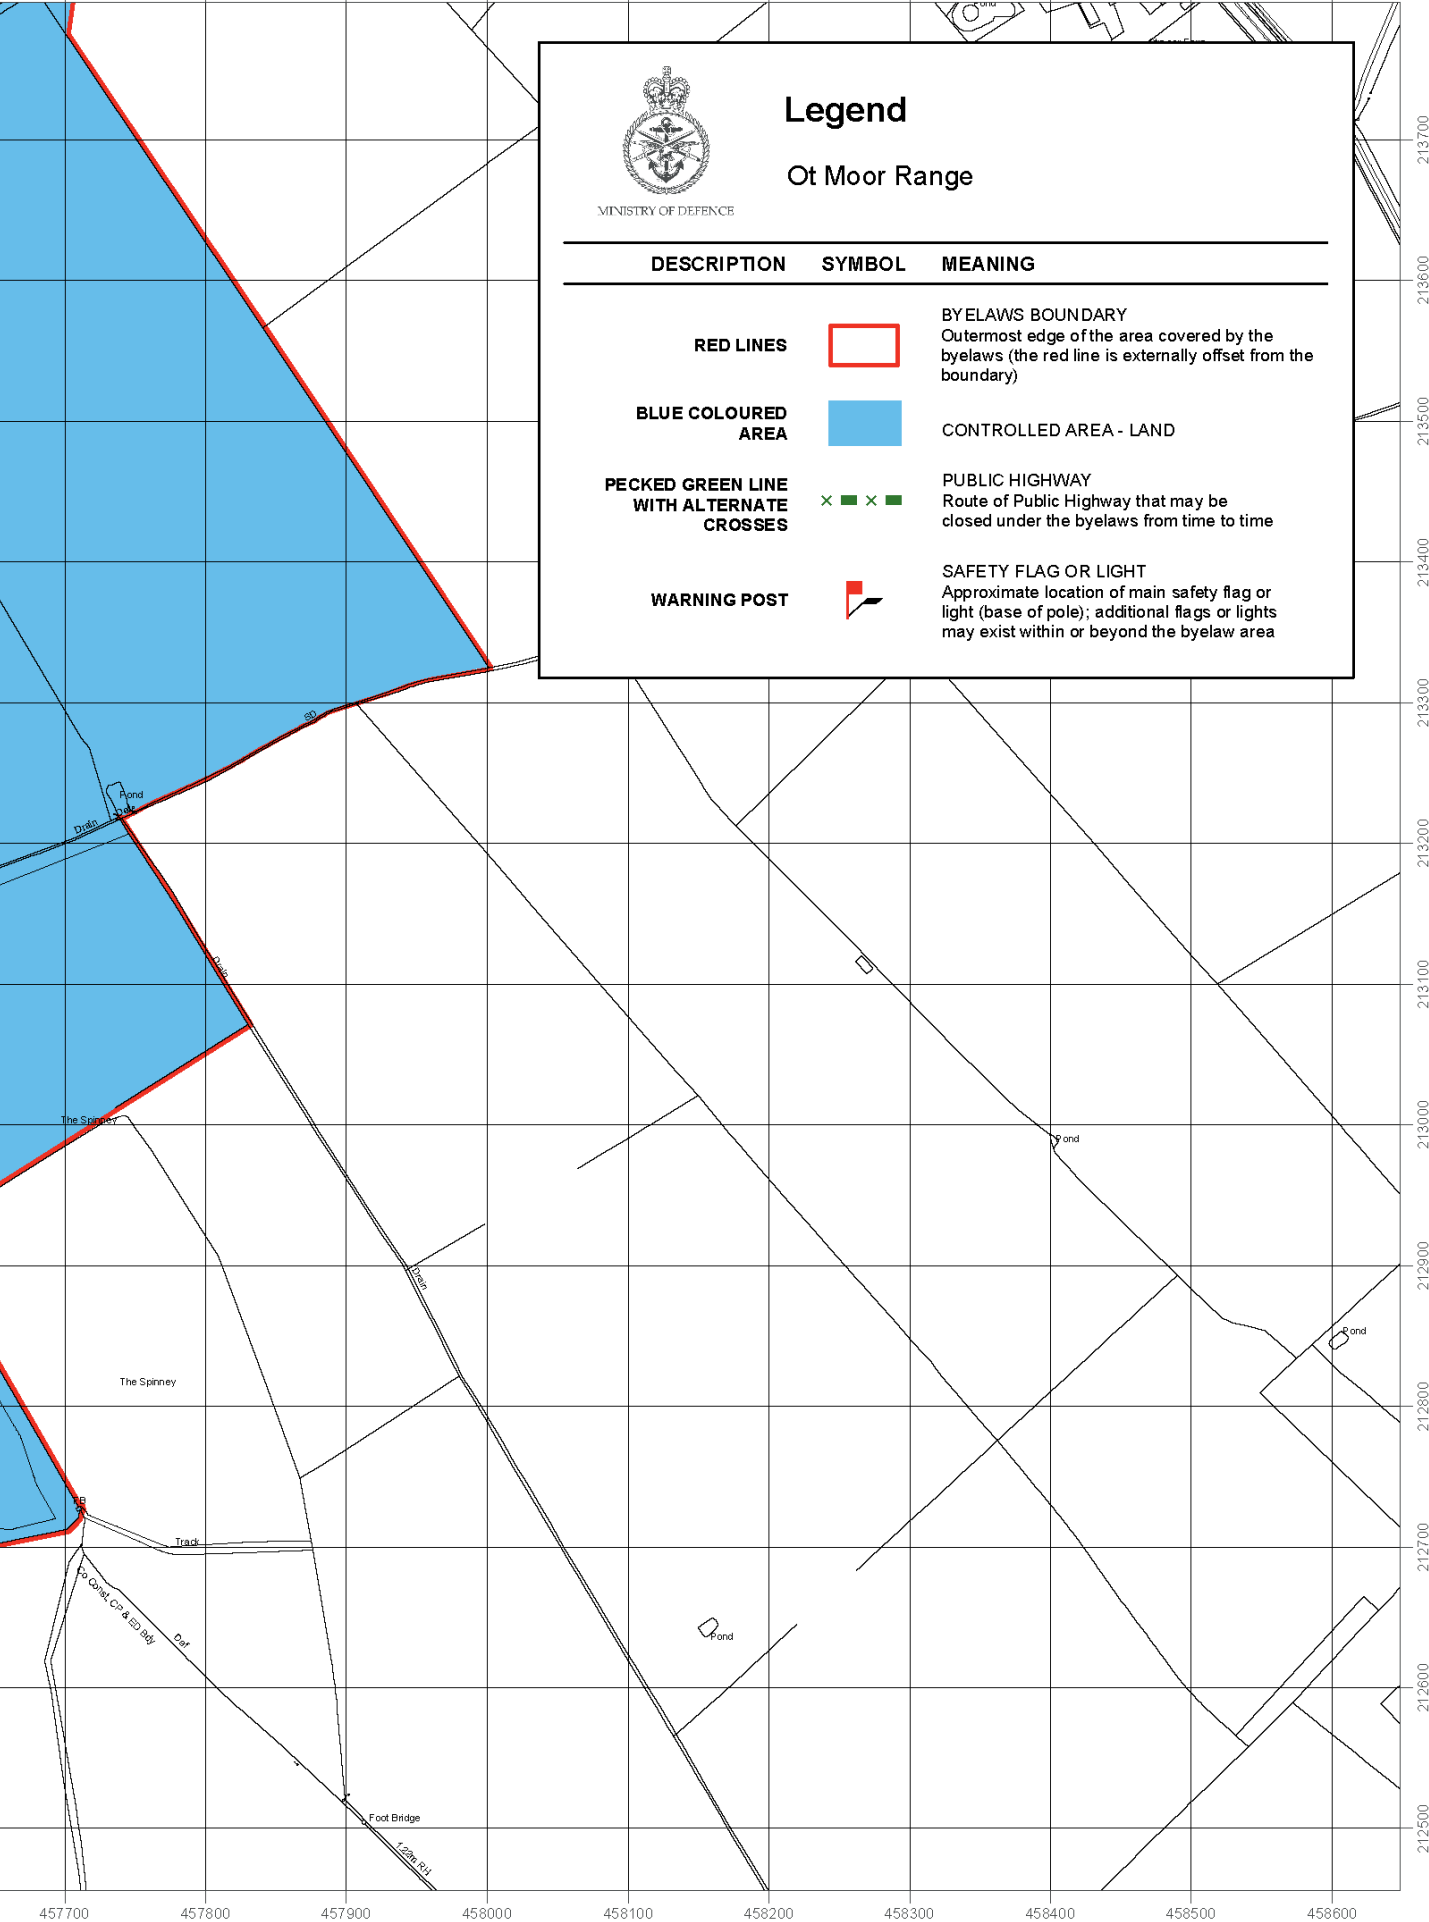 Pond
Legend
Ot Moor Range
MINISTRY OF DEFENCE
DESCRIPTION SYMBOL MEANING
RED LINES
BYELAWS BOUNDARY
Outermost edge of the area covered by the
byelaws (the red line is externally offset from the
boundary)
BLUE COLOURED
AREA
CONTROLLED AREA - LAND
PECKED GREEN LINE
WITH ALTERNATE
CROSSES
PUBLIC HIGHWAY
Route of Public Highway that may be
closed under the byelaws from time to time
WARNING POST
SAFETY FLAG OR LIGHT
Approximate location of main safety flag or
light (base of pole); additional flags or lights
may exist within or beyond the byelaw area
213700
213600
213500
213400
213300
213200
213100
213000
212900
212800
212700
212600
212500
SD
Pond
Drain
Drain
The Spinney
Pond
Drain
Pond
The Spinney
FB
Track
Co Const, CP & ED Bdy
Def
Pond
Foot Bridge
1.22m RH
457700 457800 457900 458000 458100 458200 458300 458400 458500 458600